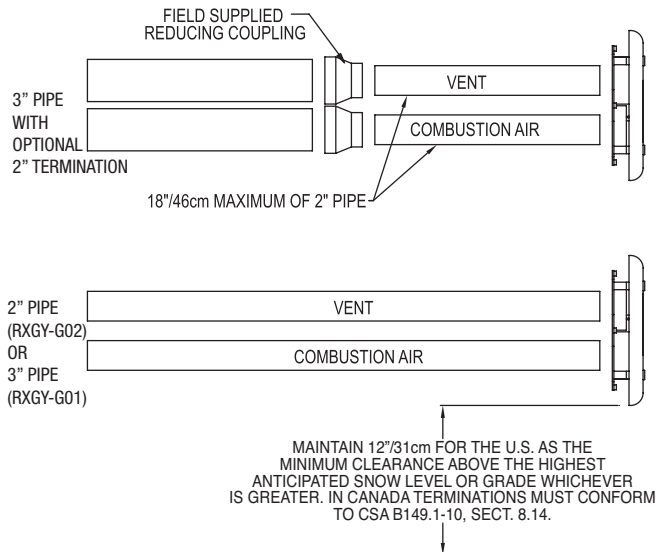 FIELD SUPPLIED
REDUCING COUPLING
VENT
3" PIPE
WITH
OPTIONAL
2" TERMINATION
COMBUSTION AIR
18"/46cm MAXIMUM OF 2" PIPE
2" PIPE
(RXGY-G02)
OR
3" PIPE
(RXGY-G01)
VENT
COMBUSTION AIR
MAINTAIN 12"/31cm FOR THE U.S. AS THE
MINIMUM CLEARANCE ABOVE THE HIGHEST
ANTICIPATED SNOW LEVEL OR GRADE WHICHEVER
IS GREATER. IN CANADA TERMINATIONS MUST CONFORM
TO CSA B149.1-10, SECT. 8.14.